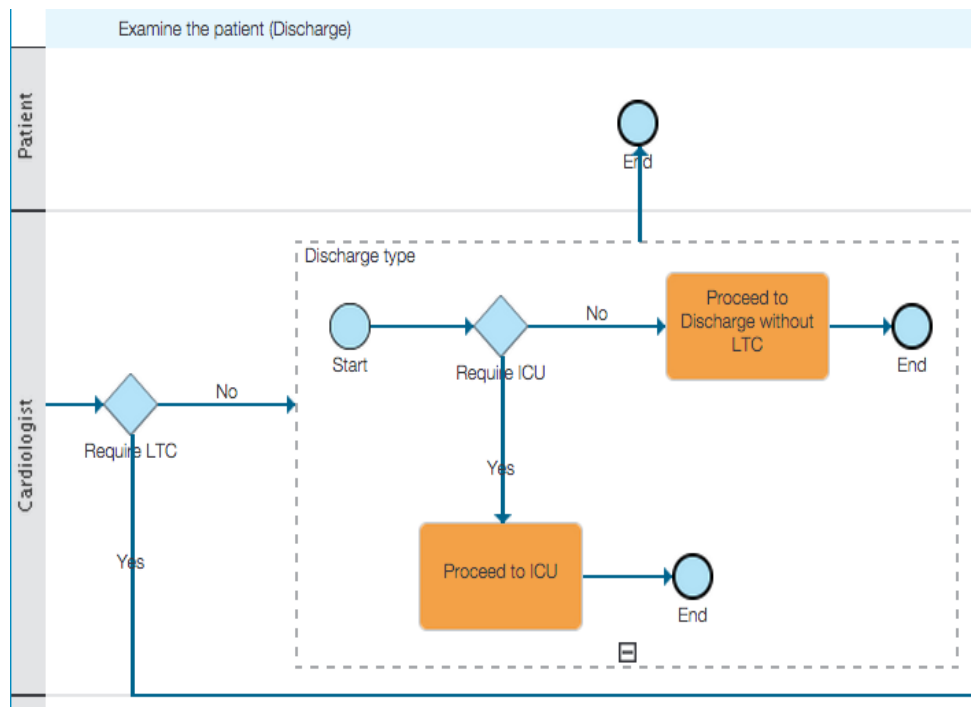 Examine the patient (Discharge)
Patient
End
Cardiologist
Discharge type
Start
Require ICU
No
Proceed to
Discharge without
LTC
End
Require LTC
No
Yes
Yes
Proceed to ICU
End